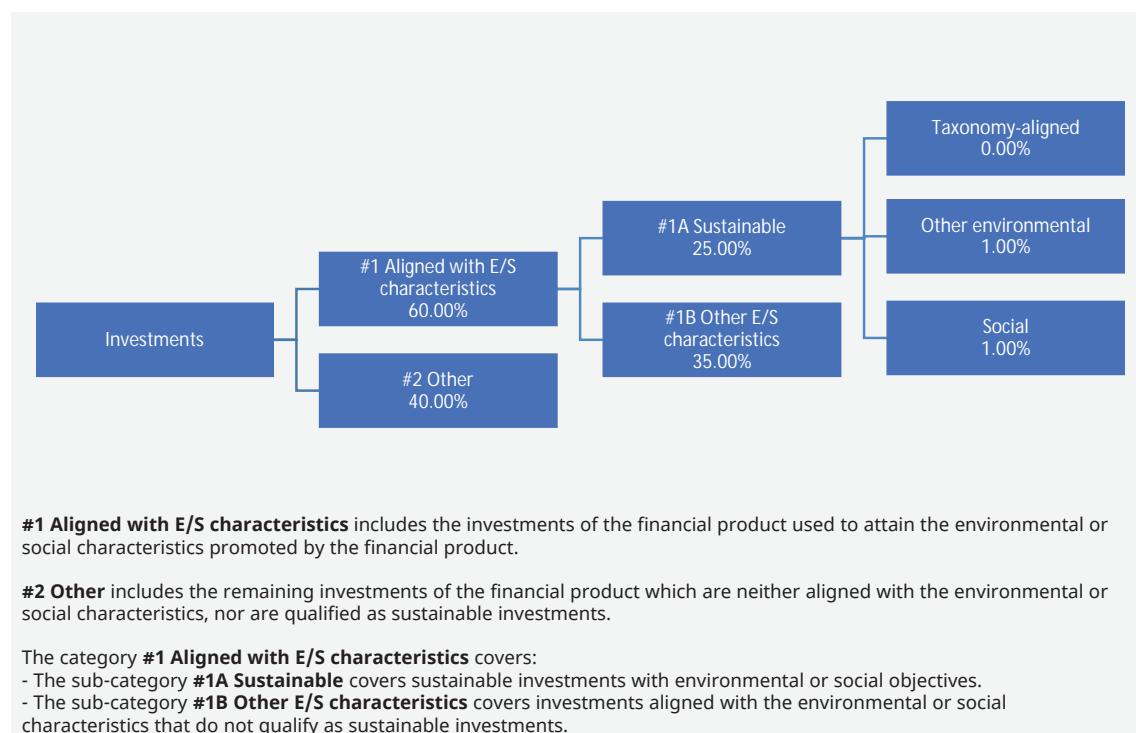 Investments
#1 Aligned with E/S
characteristics
60.00%
#2 Other
40.00%
#1A Sustainable
25.00%
#1B Other E/S
characteristics
35.00%
Taxonomy-aligned
0.00%
Other environmental
1.00%
Social
1.00%
#1 Aligned with E/S characteristics includes the investments of the financial product used to attain the environmental or
social characteristics promoted by the financial product.
#2 Other includes the remaining investments of the financial product which are neither aligned with the environmental or
social characteristics, nor are qualified as sustainable investments.
The category #1 Aligned with E/S characteristics covers:
- The sub-category #1A Sustainable covers sustainable investments with environmental or social objectives.
- The sub-category #1B Other E/S characteristics covers investments aligned with the environmental or social
characteristics that do not qualify as sustainable investments.